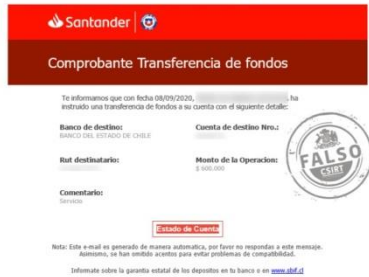 Santander
Comprobante Transferencia de fondos
Te informamos que con fecha 08/09/2020, ha
instruido una transferencia de fondos a su cuenta con el siguiente detalle:
Banco de destino: Cuenta de destino Nro.:
BANCO DEL ESTADO DE CHILE
Rut destinatario: Monto de la Operacion:
$ 600.000
FALSO
CSIRT
Comentario:
Servicio
Estado de Cuenta
Nota: Este e-mail es generado de manera automatica, por favor no respondas a este mensaje.
Asimismo, se han omitido acentos para evitar problemas de compatibilidad.
Informate sobre la garantia estatal de los depositos en tu banco o en www.sbif.cl